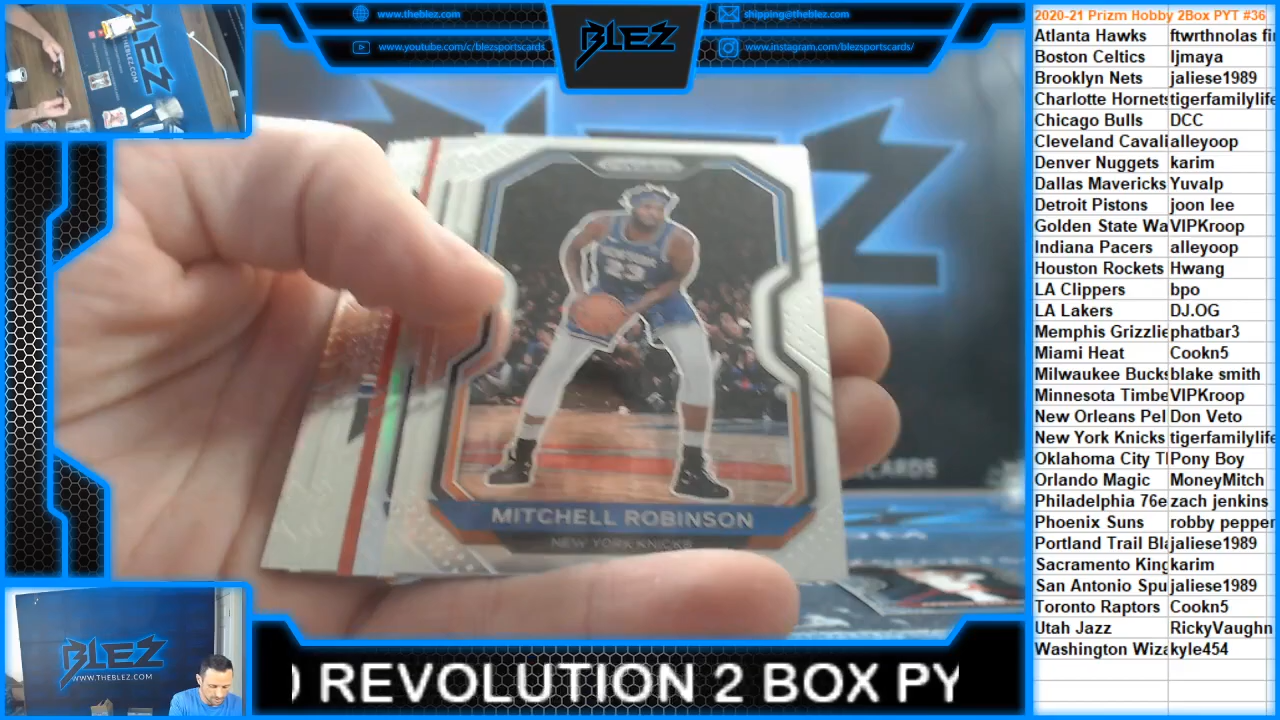 www.theblez.com
shipping@theblez.com
www.youtube.com/c/blezsportscards
www.instagram.com/blezsportscards/
BLEZ
23
MITCHELL ROBINSON
NEW YORK KNICKS
CARDS
BLEZ
WWW.THEBLEZ.COM
REVOLUTION 2 BOX PY
2020-21 Prizm Hobby 2Box PYT #36
Atlanta Hawks ftwrthnolas fi
Boston Celtics ljmaya
Brooklyn Nets jaliese1989
Charlotte Hornets tigerfamilylife
Chicago Bulls DCC
Cleveland Cavali alleyoop
Denver Nuggets karim
Dallas Mavericks Yuvalp
Detroit Pistons joon lee
Golden State Wa VIPKroop
Indiana Pacers alleyoop
Houston Rockets Hwang
LA Clippers bpo
LA Lakers DJ.OG
Memphis Grizzlie phatbar3
Miami Heat Cookn5
Milwaukee Bucks blake smith
Minnesota Timbe VIPKroop
New Orleans Pel Don Veto
New York Knicks tigerfamilylife
Oklahoma City T Pony Boy
Orlando Magic MoneyMitch
Philadelphia 76e zach jenkins
Phoenix Suns robby pepper
Portland Trail Bla jaliese1989
Sacramento King karim
San Antonio Spu jaliese1989
Toronto Raptors Cookn5
Utah Jazz RickyVaughn
Washington Wiza kyle454